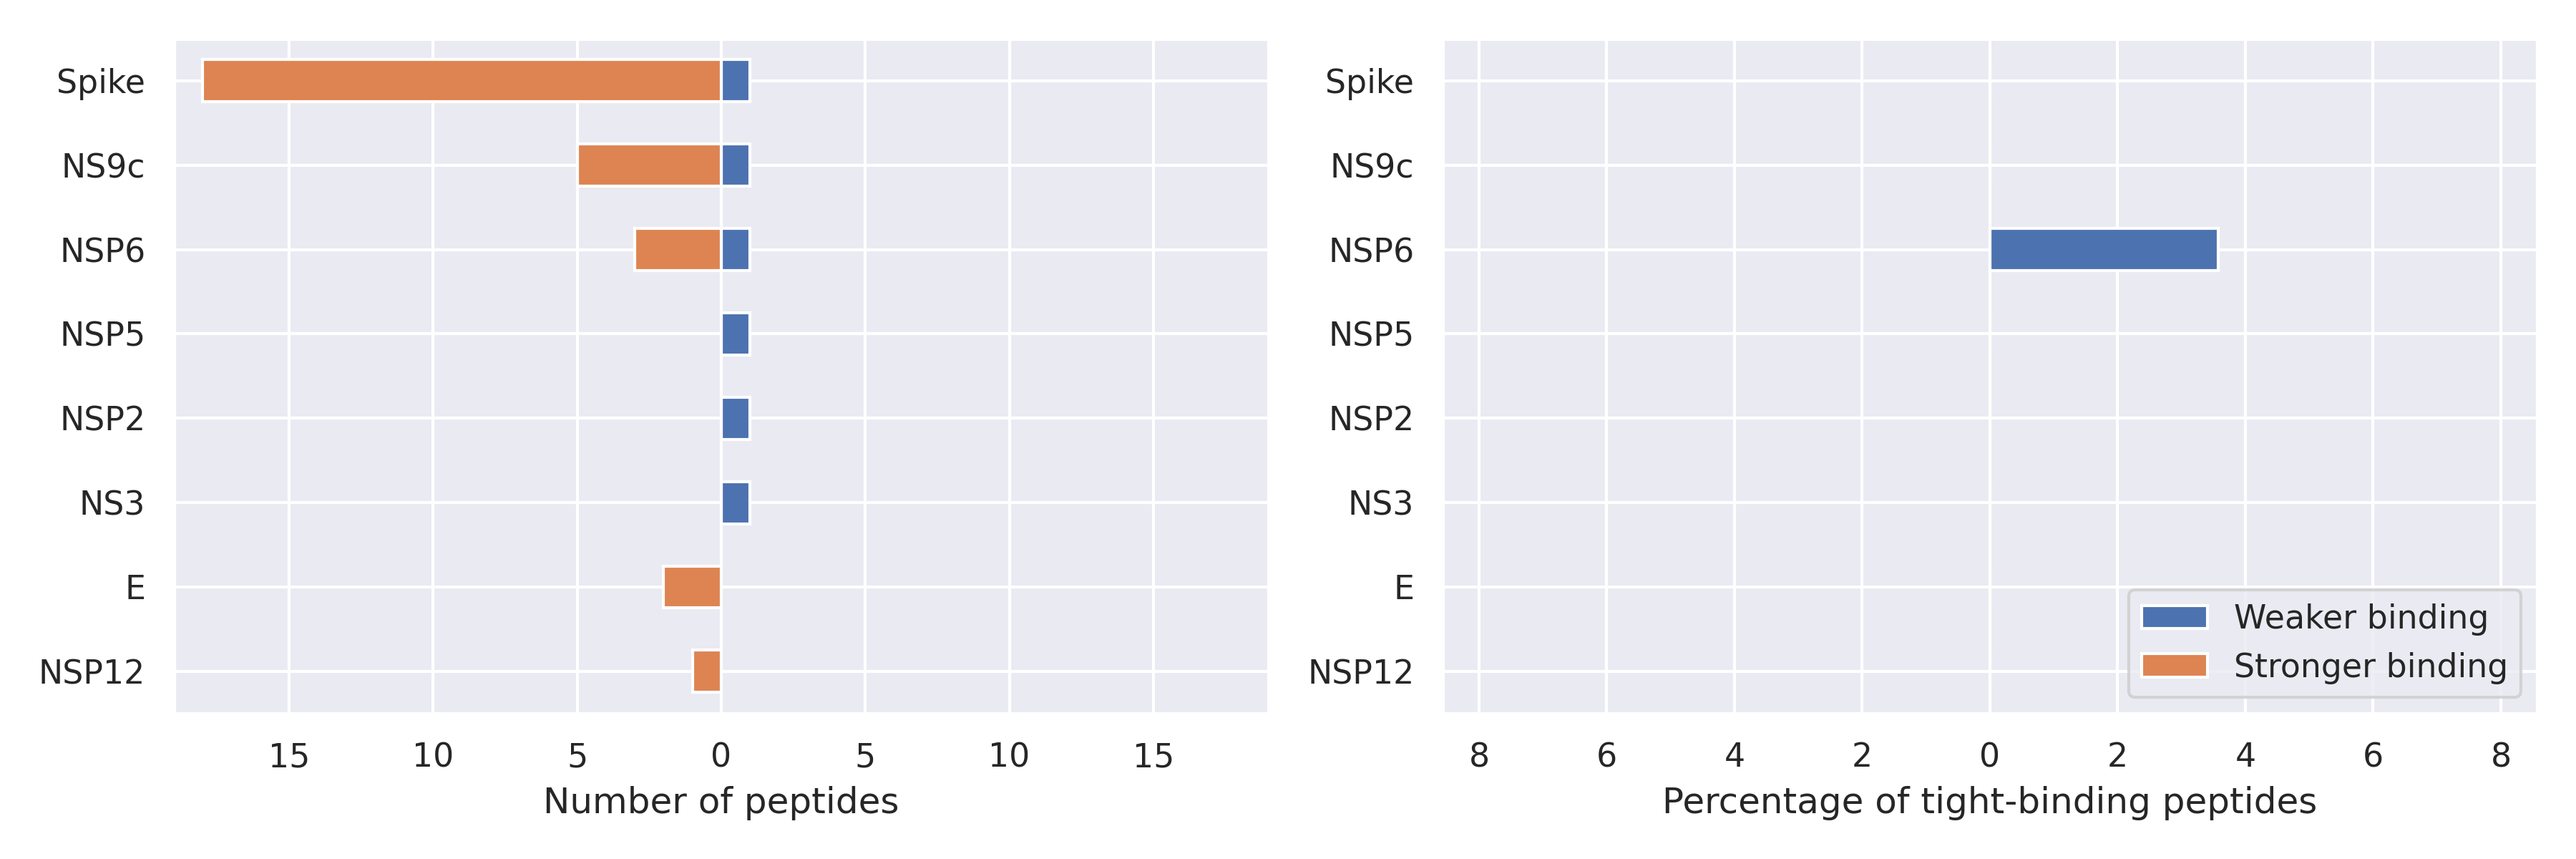 Spike
NS9c
NSP6
NSP5
NSP2
NS3
E
NSP12
15 10 5 0 5 10 15
Number of peptides
Spike
NS9c
NSP6
NSP5
NSP2
NS3
E
NSP12
Weaker binding
Stronger binding
8 6 4 2 0 2 4 6 8
Percentage of tight-binding peptides